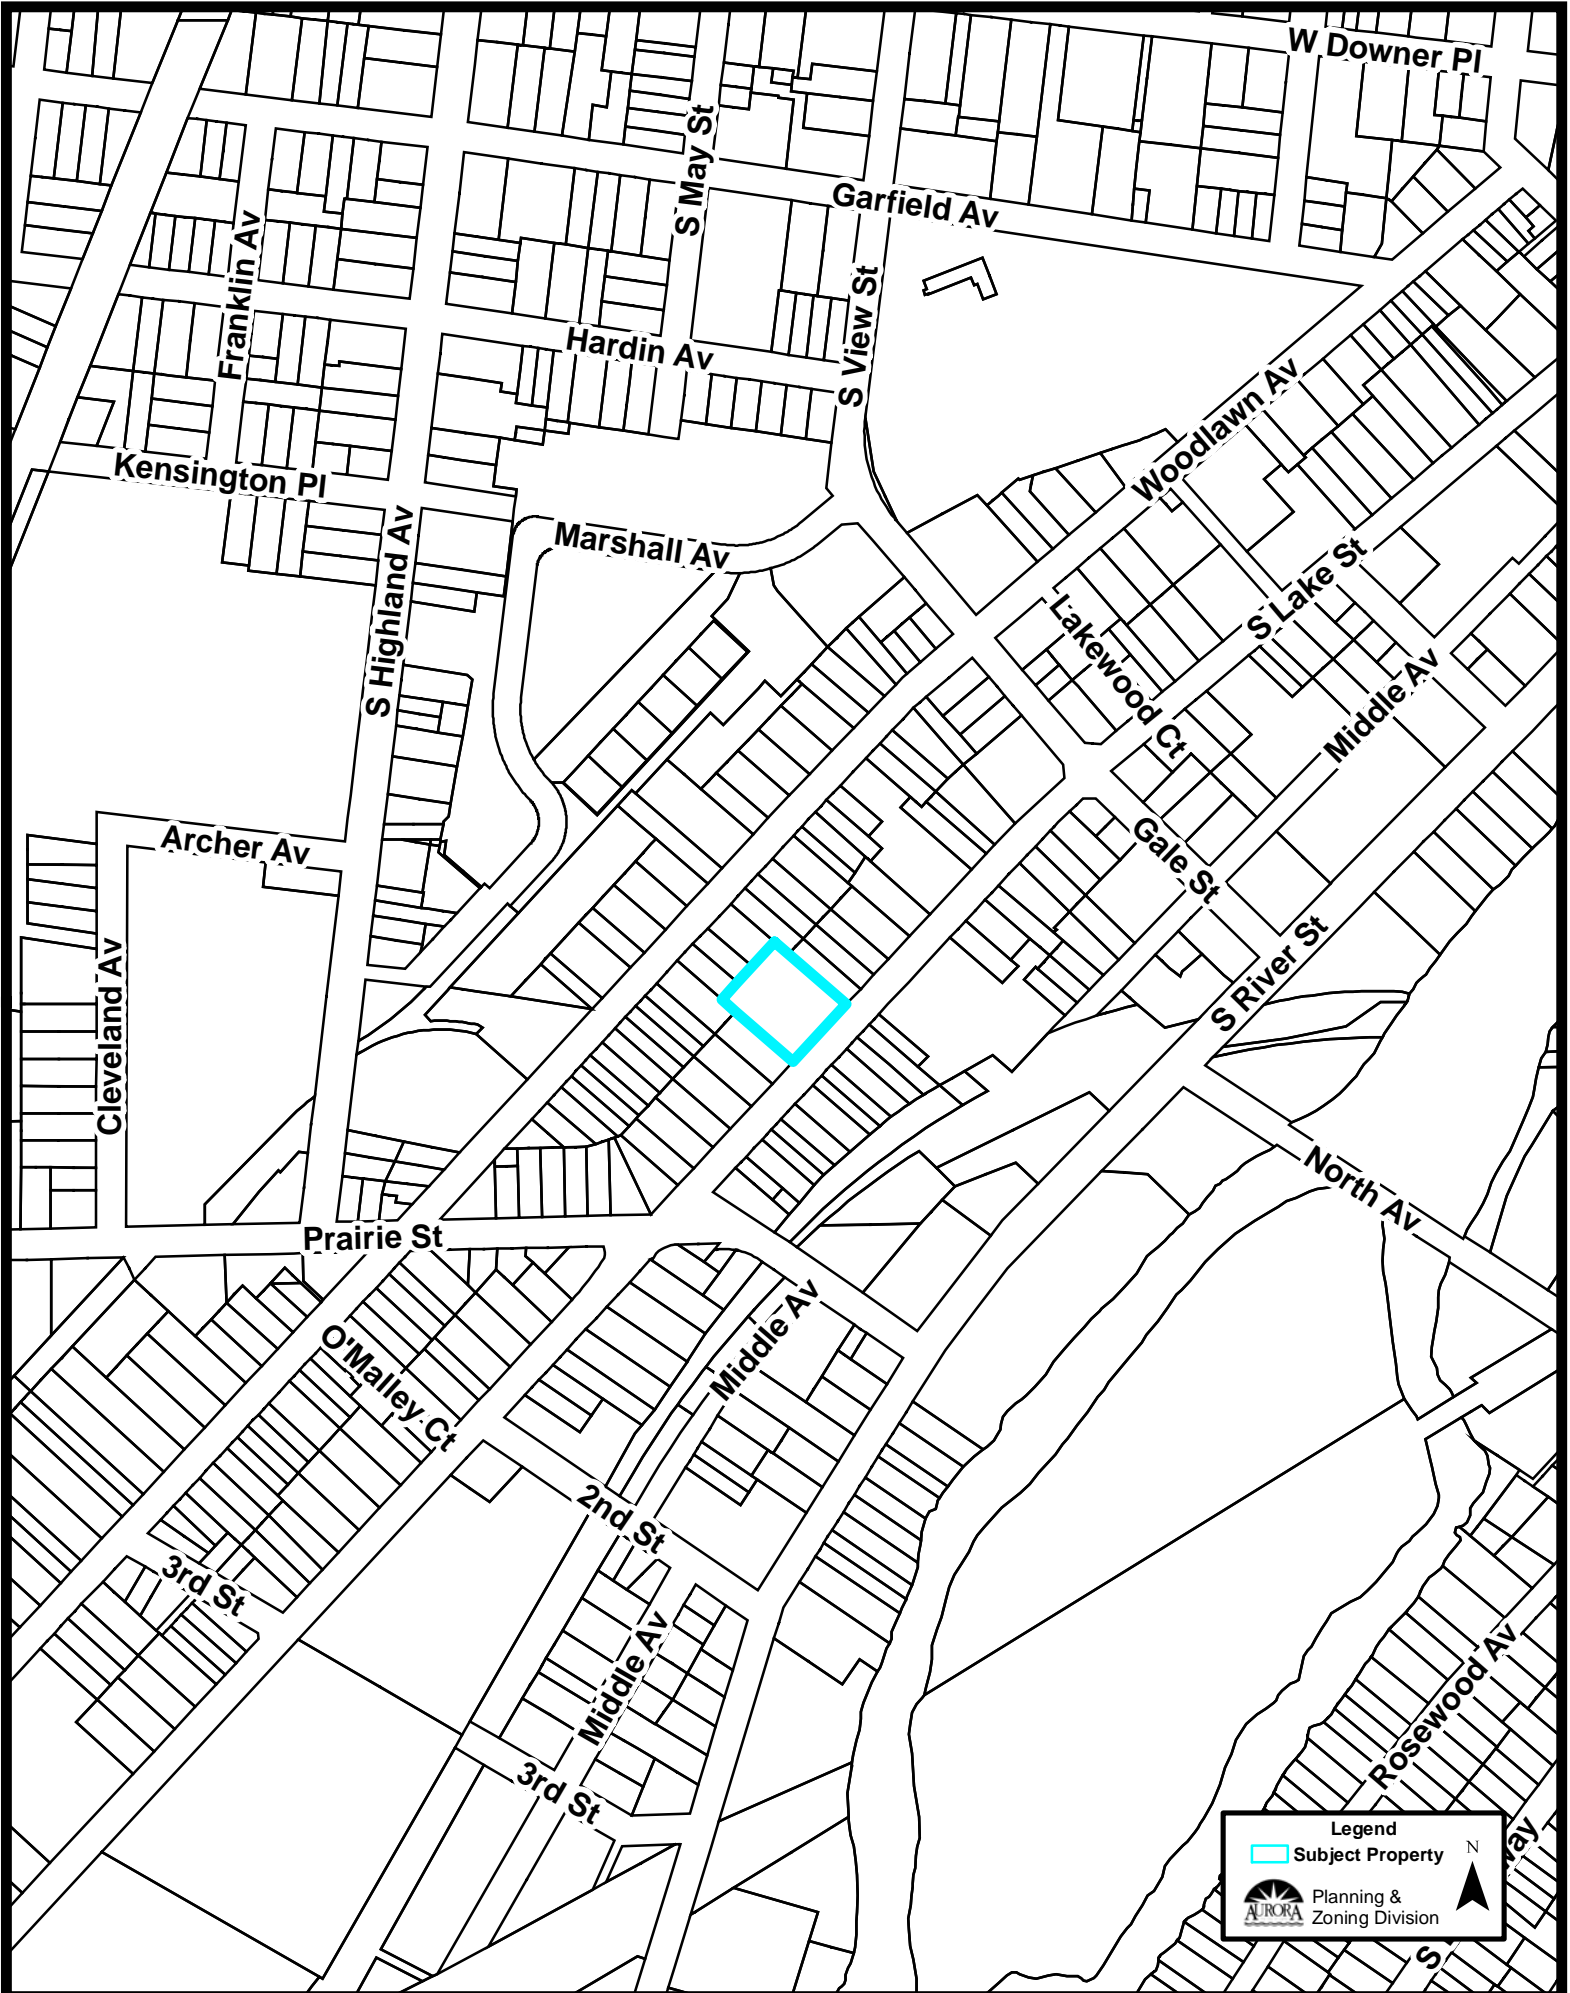 W Downer Pl
S May St
Garfield Av
Franklin Av
S View St
Hardin Av
Woodlawn Av
Kensington Pl
Marshall Av
S Highland Av
S Lake St
Lakewood Ct
Middle Av
Archer Av
Gale St
Cleveland Av
S River St
North Av
Prairie St
Middle Av
O'Malley Ct
2nd St
3rd St
Middle Av
Rosewood Av
3rd St
Legend
Subject Property
N
AURORA
Planning &
Zoning Division
way
S